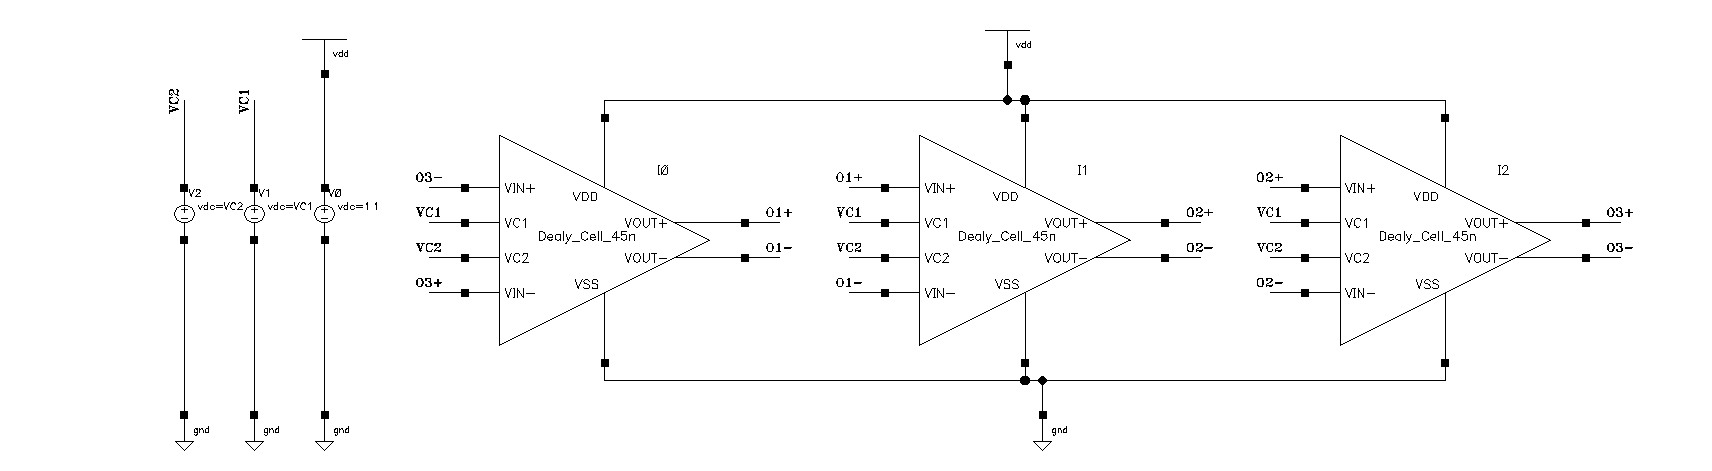 vdd
VC2
VC1
V2
vdc=VC2
V1
vdc=VC1
V0
vdc=1.1
gnd
gnd
gnd
vdd
I0
O3-
VIN+
VDD
VC1
VC1
VOUT+
O1+
Dealy_Cell_45n
VC2
VC2
VOUT-
O1-
VSS
O3+
VIN-
I1
O1+
VIN+
VDD
VC1
VC1
VOUT+
O2+
Dealy_Cell_45n
VC2
VC2
VOUT-
O2-
VSS
O1-
VIN-
I2
O2+
VIN+
VDD
VC1
VC1
VOUT+
O3+
Dealy_Cell_45n
VC2
VC2
VOUT-
O3-
VSS
O2-
VIN-
gnd